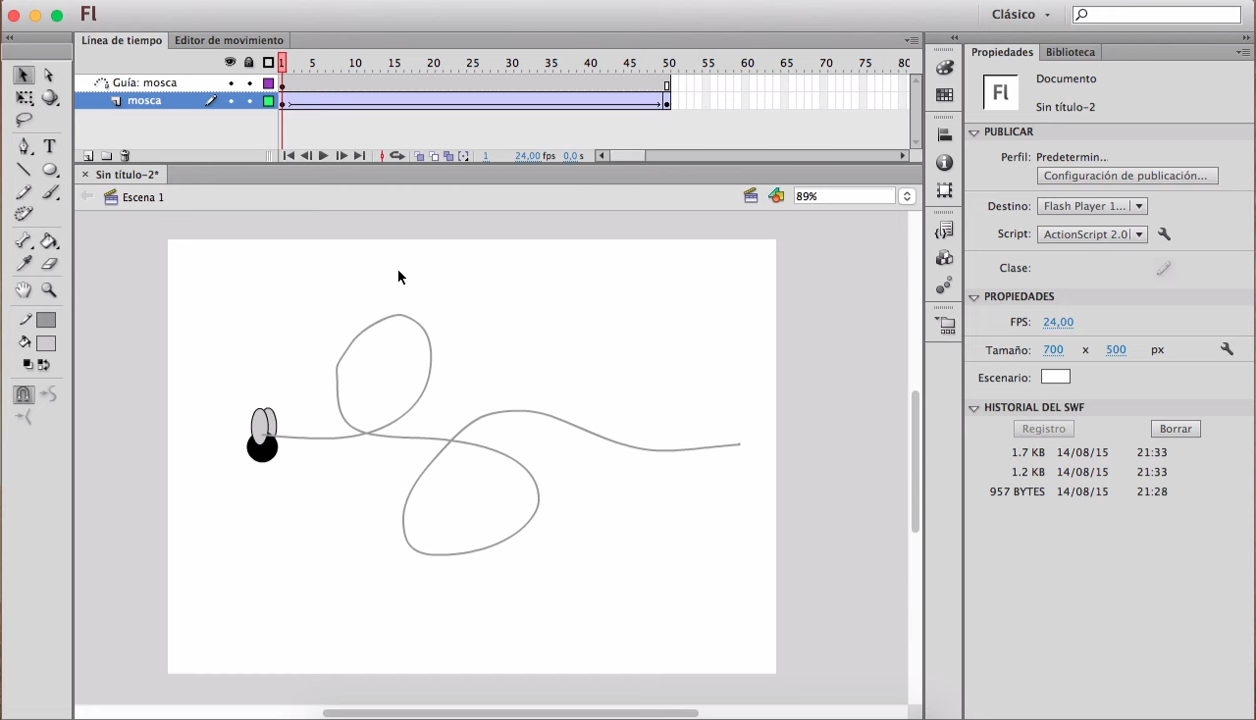 Fl
Clásico
Línea de tiempo
Editor de movimiento
1 5 10 15 20 25 30 35 40 45 50 55 60 65 70 75 80
Guía: mosca
mosca
1 24,00 fps 0,0 s
× Sin título-2*
Escena 1
89%
Propiedades
Biblioteca
Fl
Documento
Sin título-2
PUBLICAR
Perfil: Predetermin...
Configuración de publicación...
Destino: Flash Player 1...
Script: ActionScript 2.0
Clase:
PROPIEDADES
FPS: 24,00
Tamaño: 700 x 500 px
Escenario:
HISTORIAL DEL SWF
Registro Borrar
1.7 KB 14/08/15 21:33
1.2 KB 14/08/15 21:33
957 BYTES 14/08/15 21:28